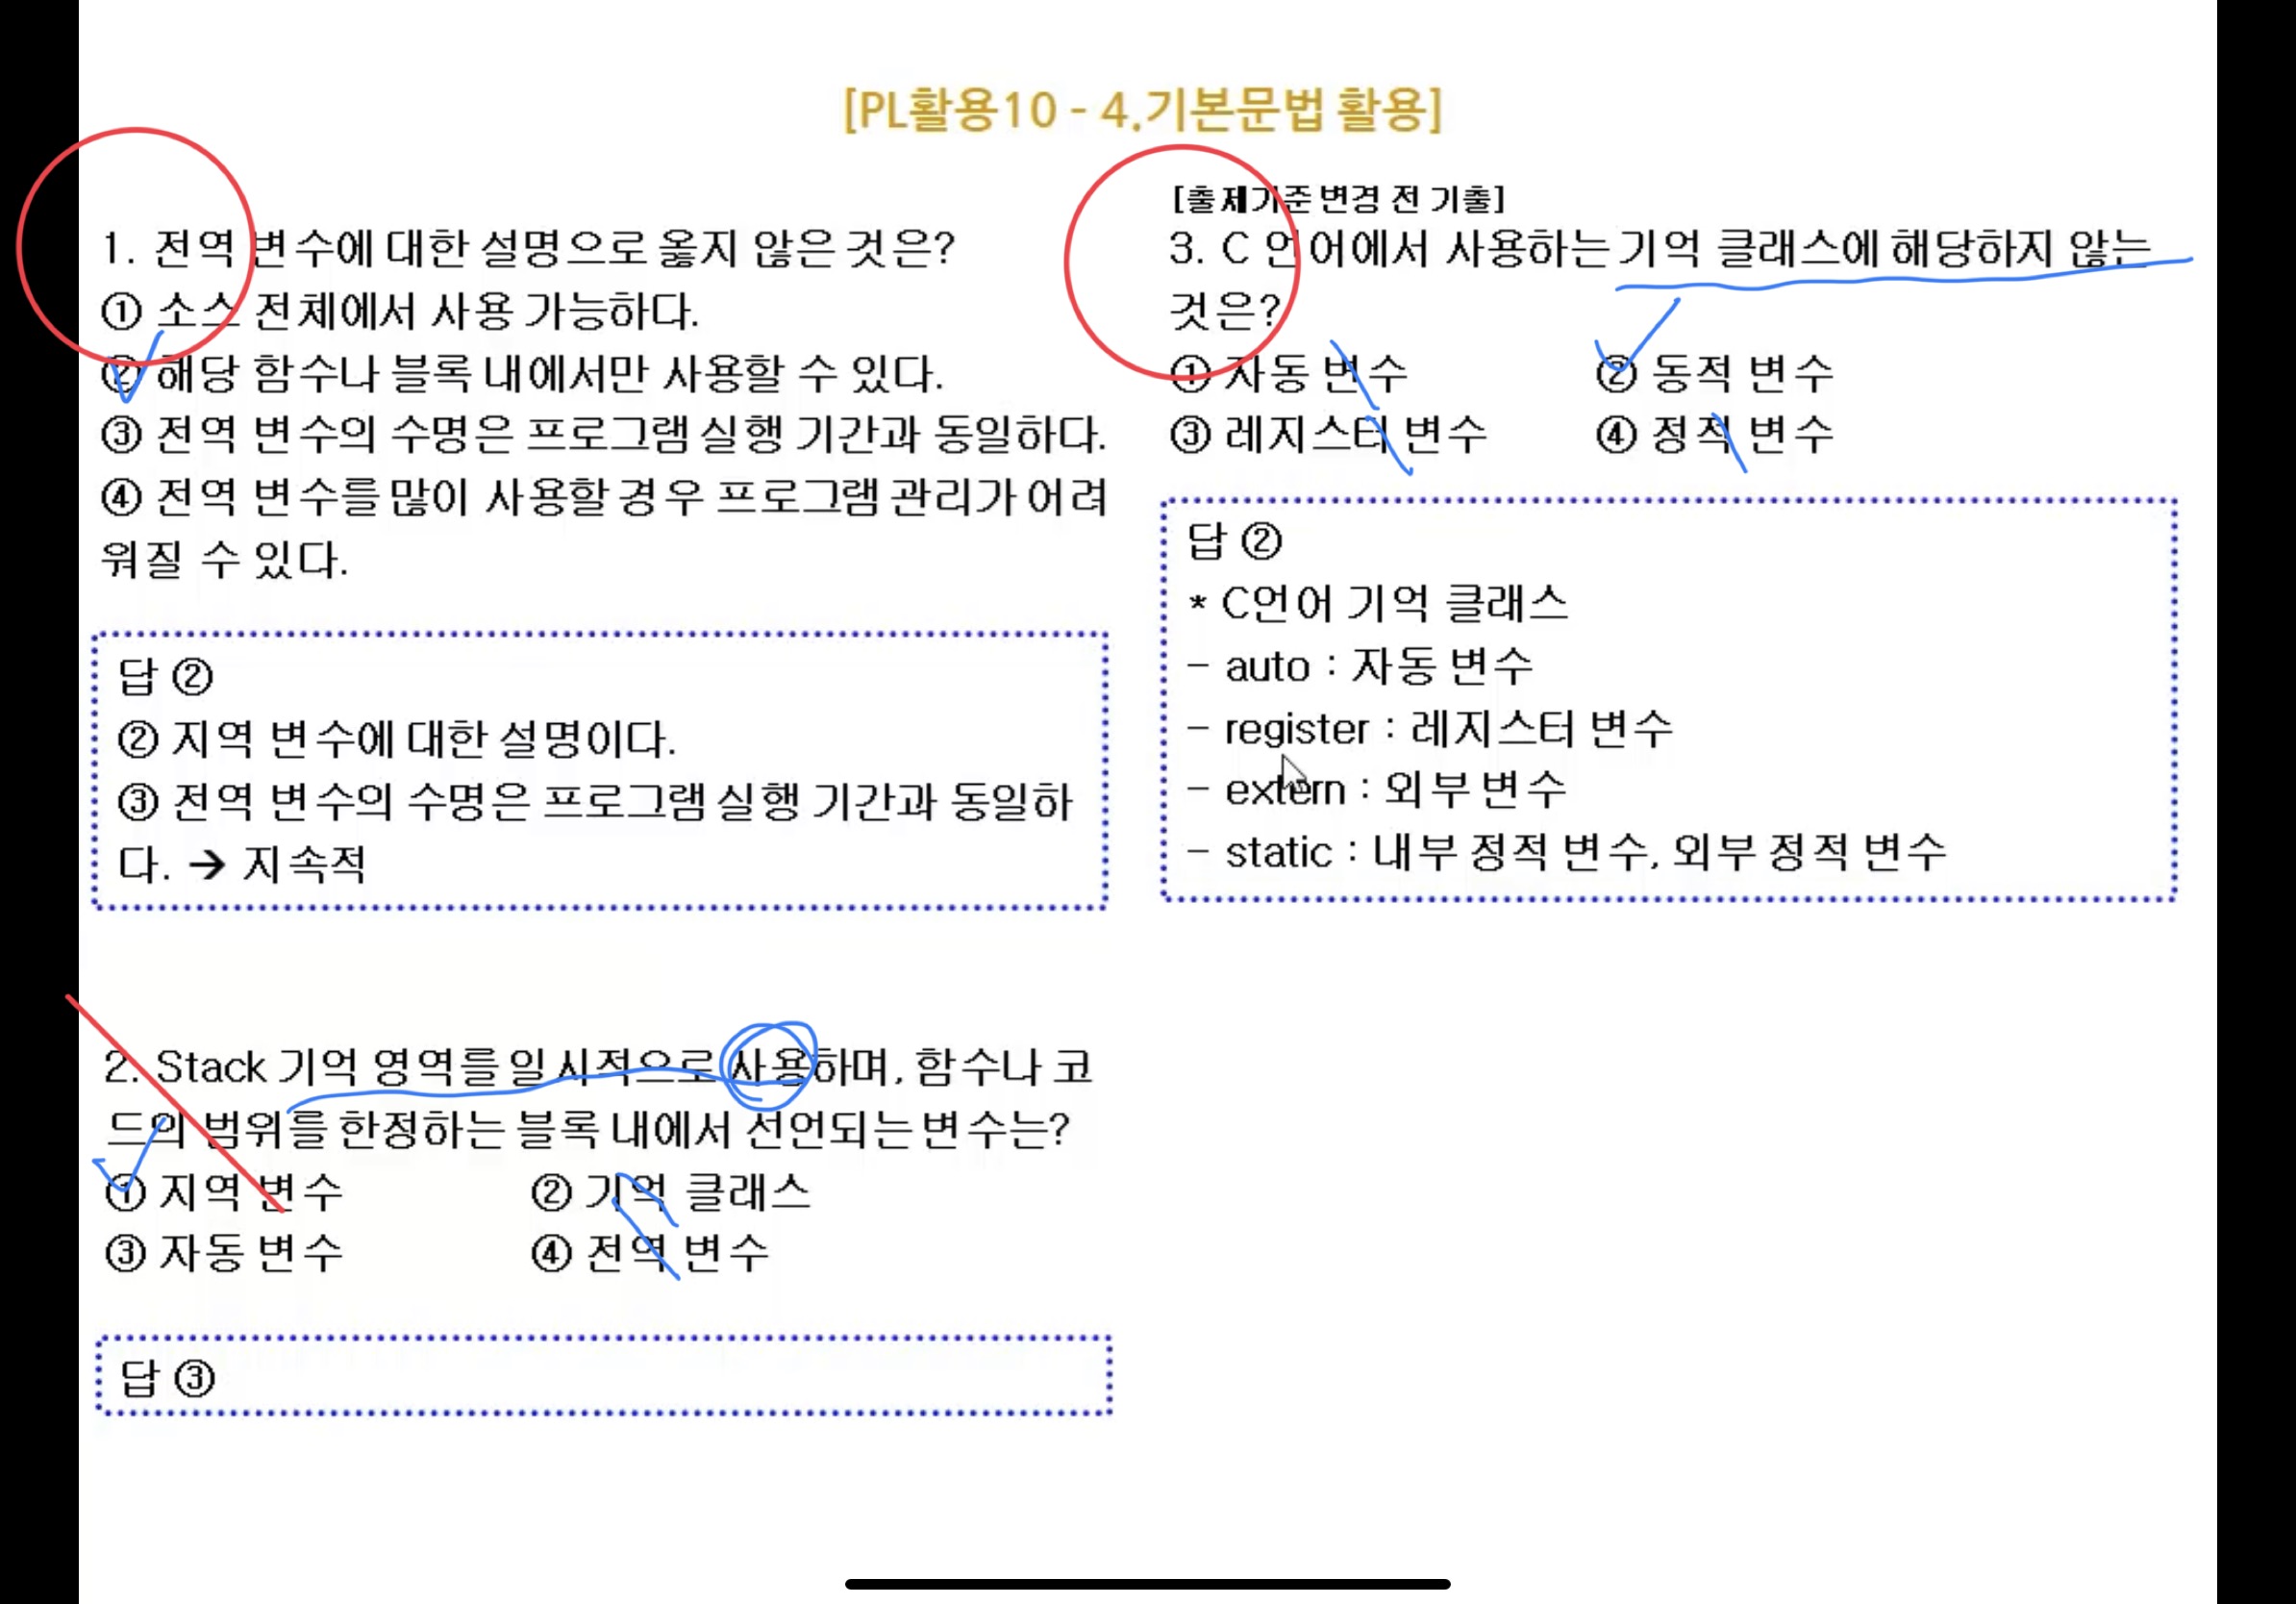 [PL활용10 - 4.기본문법 활용]
1. 전역 변수에 대한 설명으로 옳지 않은 것은?
① 소스 전체에서 사용 가능하다.
② 해당 함수나 블록 내에서만 사용할 수 있다.
③ 전역 변수의 수명은 프로그램 실행 기간과 동일하다.
④ 전역 변수를 많이 사용할 경우 프로그램 관리가 어려
워질 수 있다.
답 ②
② 지역 변수에 대한 설명이다.
③ 전역 변수의 수명은 프로그램 실행 기간과 동일하
다. → 지속적
2. Stack 기억 영역를 일시적으로 사용하며, 함수나 코
드의 범위를 한정하는 블록 내에서 선언되는 변수는?
① 지역 변수 ② 기억 클래스
③ 자동 변수 ④ 전역 변수
답 ③
[출제기준 변경 전 기출]
3. C 언어에서 사용하는 기억 클래스에 해당하지 않는
것은?
① 자동 변수 ② 동적 변수
③ 레지스터 변수 ④ 정적 변수
답 ②
* C언어 기억 클래스
- auto : 자동 변수
- register : 레지스터 변수
- extern : 외부 변수
- static : 내부 정적 변수, 외부 정적 변수